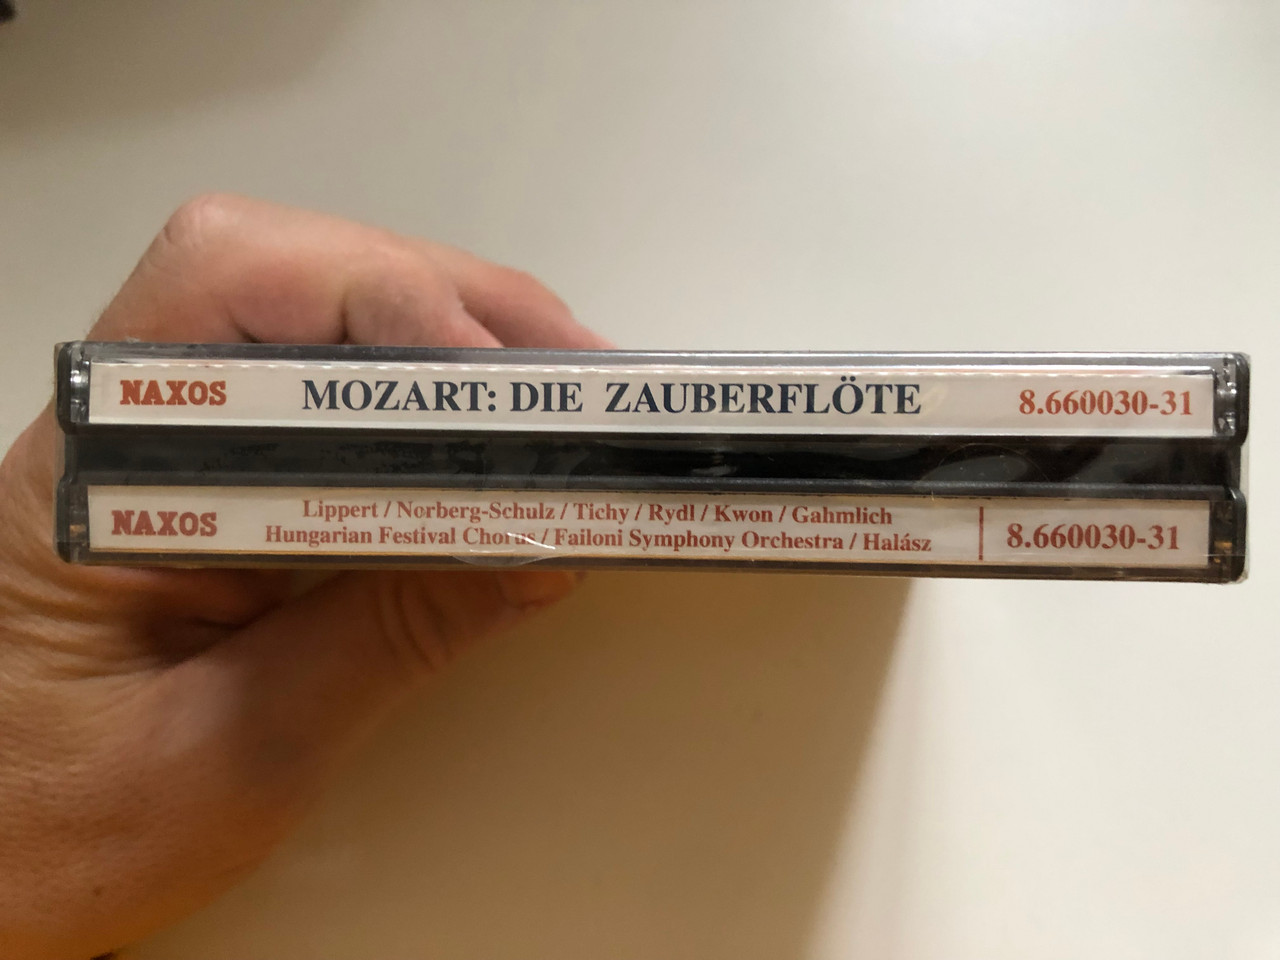 NAXOS MOZART: DIE ZAUBERFLÖTE 8.660030-31
NAXOS Lippert / Norberg-Schulz / Tichy / Rydl / Kwon / Gahmlich
Hungarian Festival Chorus / Failoni Symphony Orchestra / Halász 8.660030-31